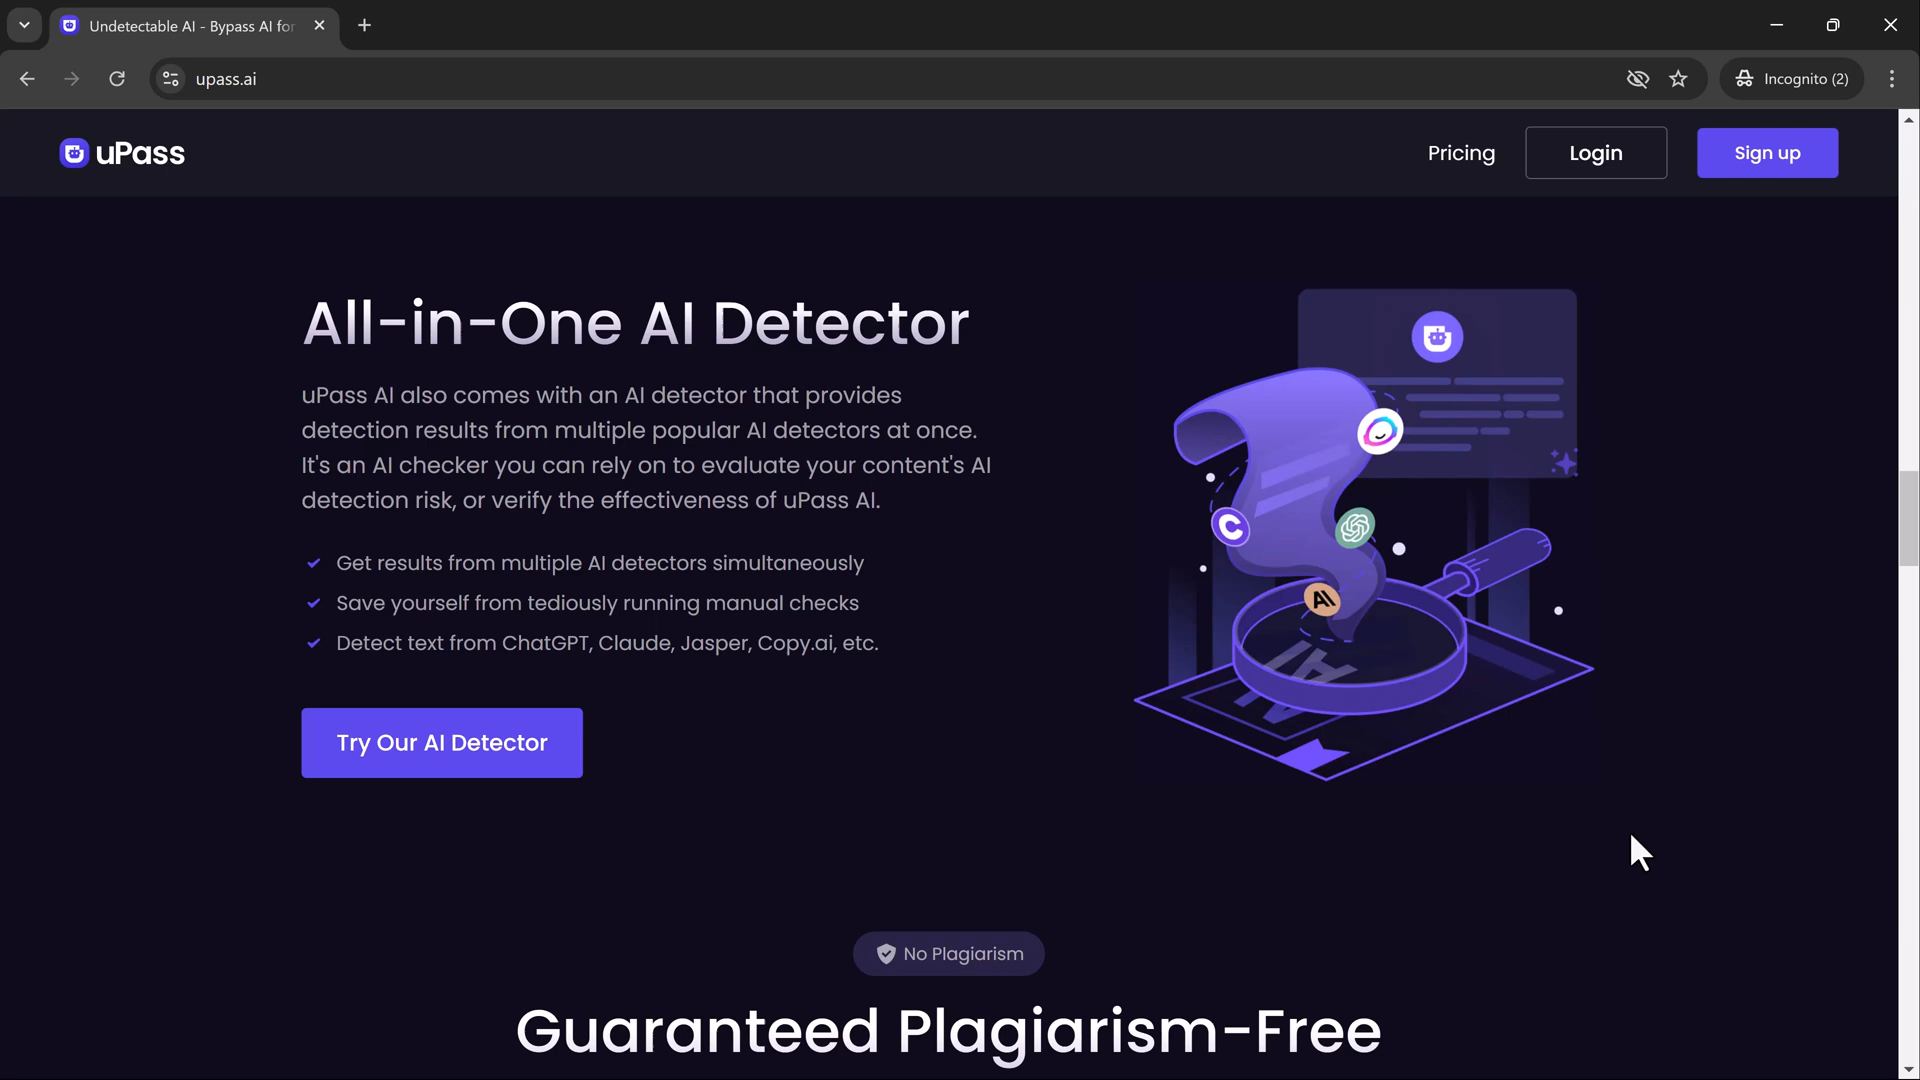 Undetectable AI - Bypass AI for
upass.ai
Incognito (2)
uPass
Pricing
Login
Sign up
All-in-One AI Detector
uPass AI also comes with an AI detector that provides
detection results from multiple popular AI detectors at once.
It's an AI checker you can rely on to evaluate your content's AI
detection risk, or verify the effectiveness of uPass AI.
Get results from multiple AI detectors simultaneously
Save yourself from tediously running manual checks
Detect text from ChatGPT, Claude, Jasper, Copy.ai, etc.
Try Our AI Detector
C
AI
AI
No Plagiarism
Guaranteed Plagiarism-Free